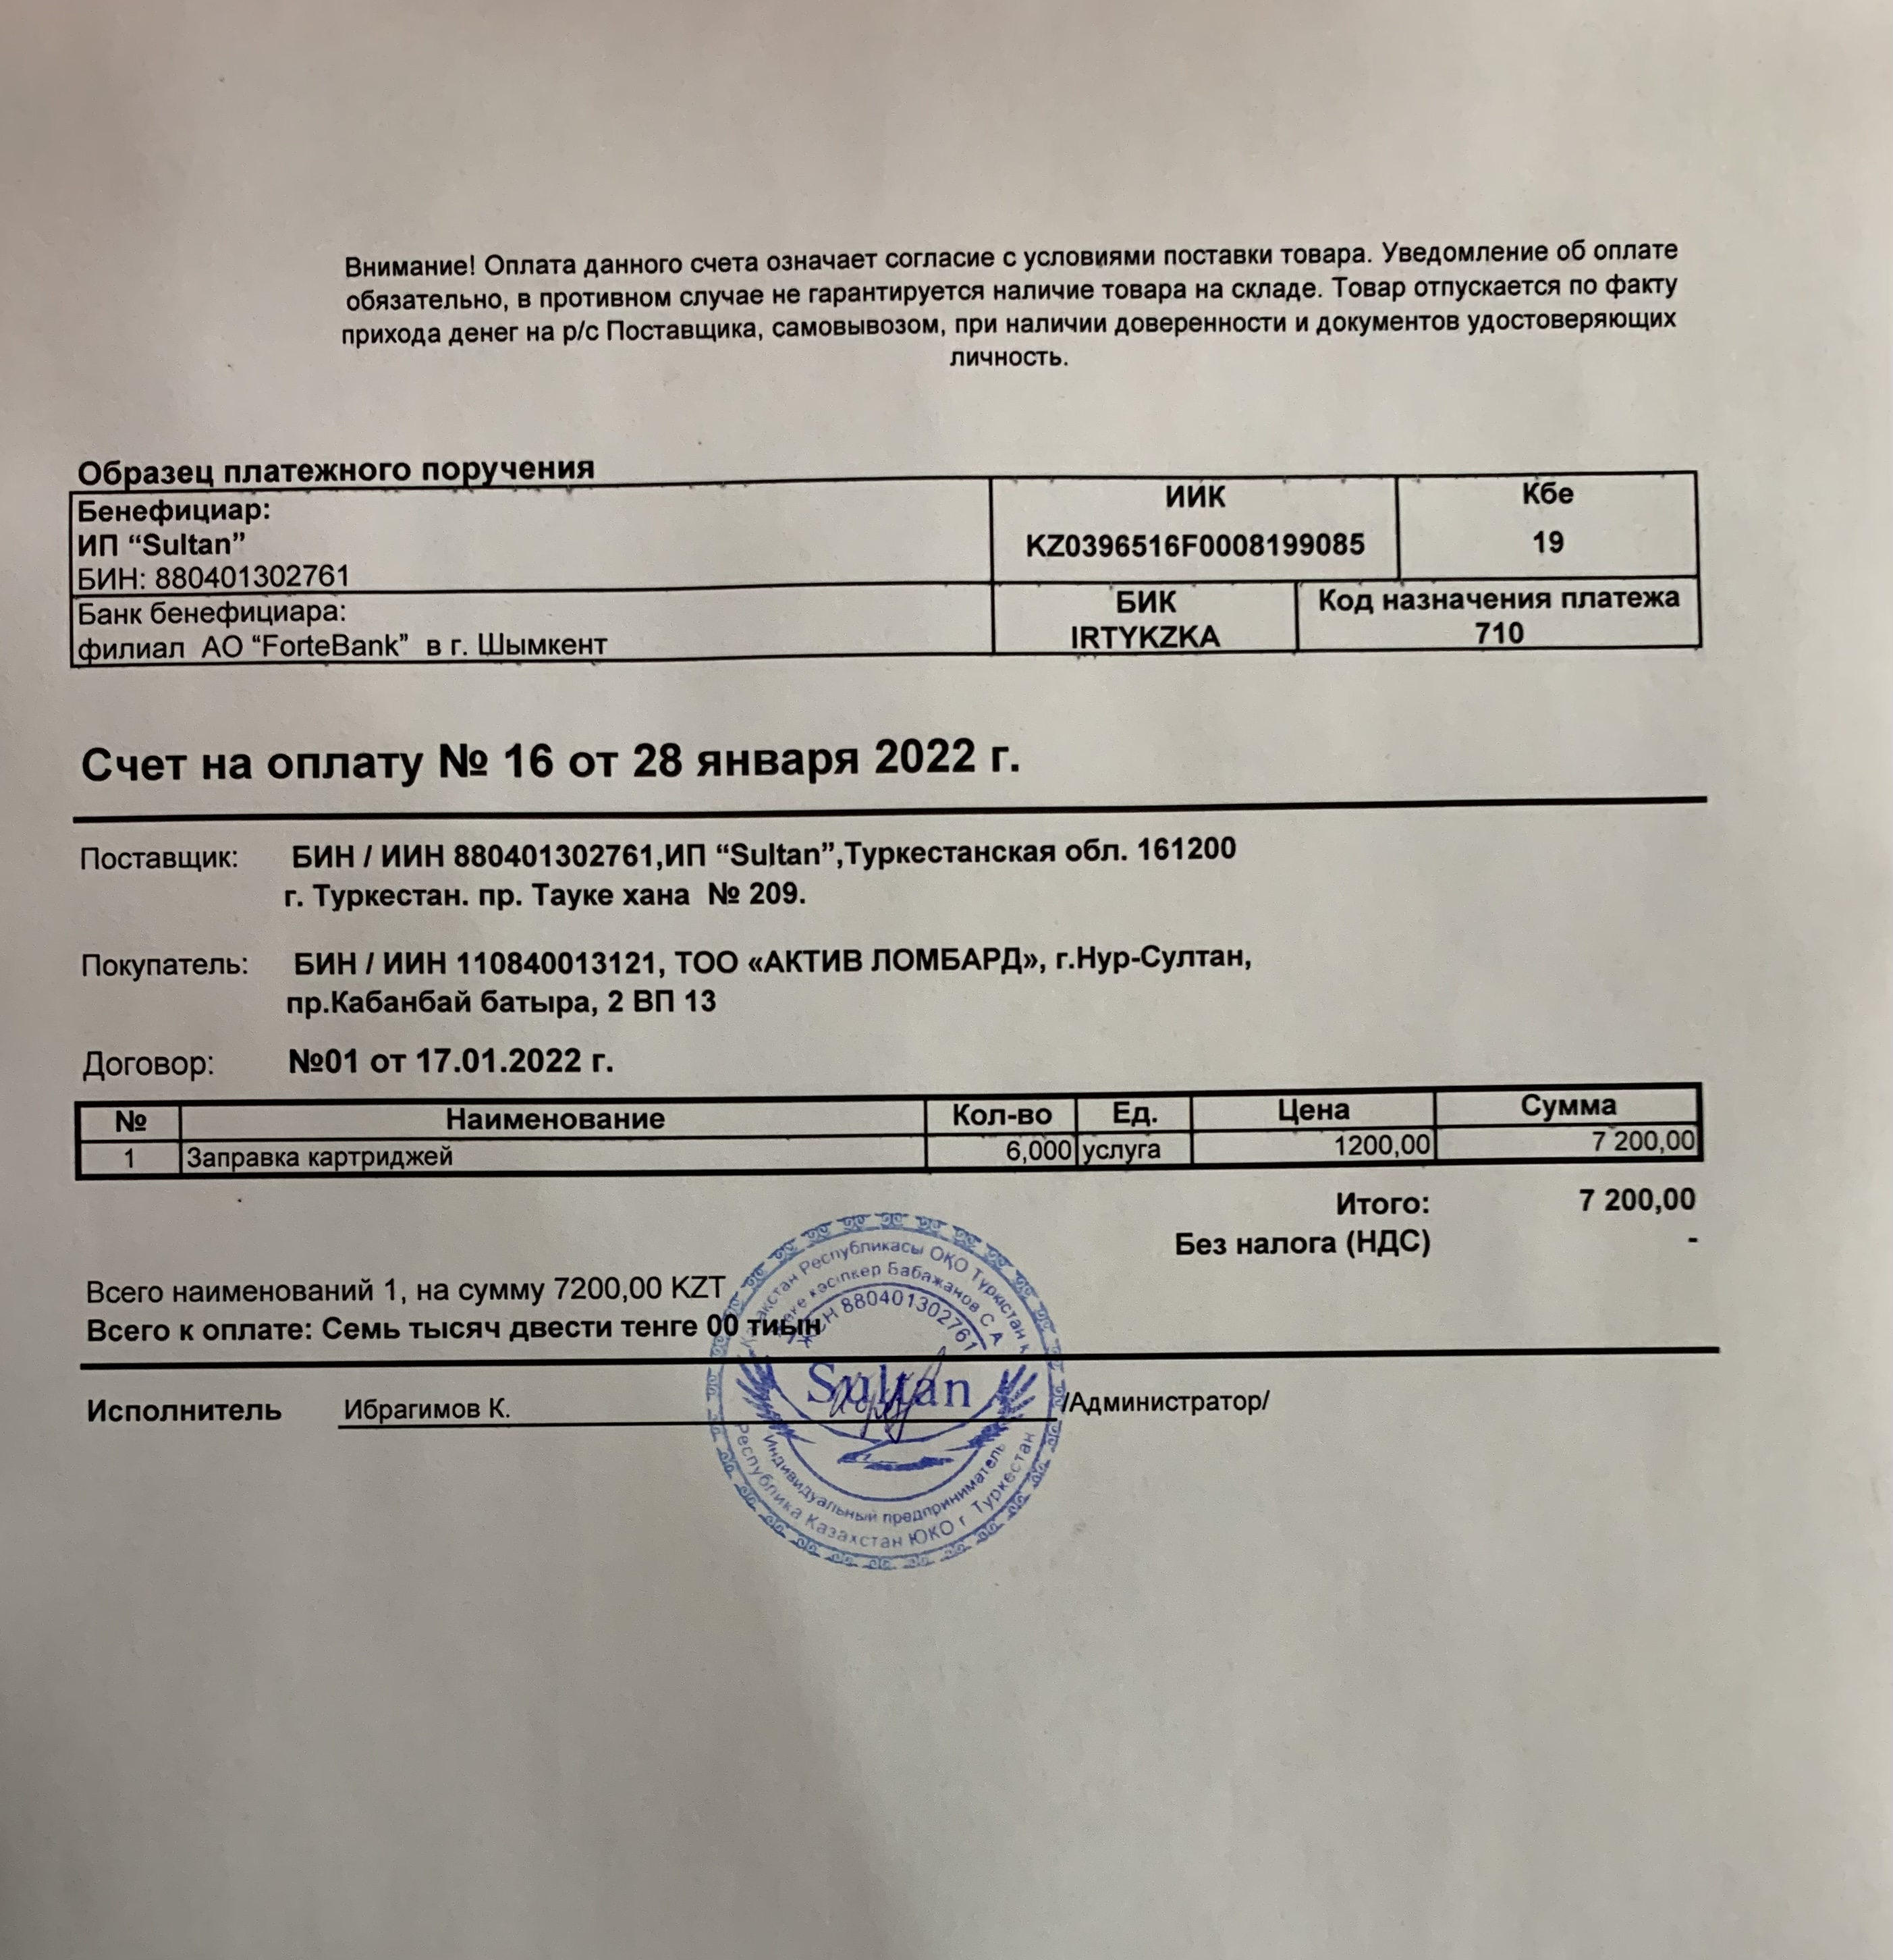 Внимание! Оплата данного счета означает согласие с условиями поставки товара. Уведомление об оплате
обязательно, в противном случае не гарантируется наличие товара на складе. Товар отпускается по факту
прихода денег на р/с Поставщика, самовывозом, при наличии доверенности и документов удостоверяющих
личность.
Образец платежного поручения
Бенефициар:
ИП “Sultan”
БИН: 880401302761
ИИК
KZ0396516F0008199085
Кбе
19
Банк бенефициара:
филиал АО “ForteBank” в г. Шымкент
БИК
IRTYKZKA
Код назначения платежа
710
Счет на оплату № 16 от 28 января 2022 г.
Поставщик: БИН / ИИН 880401302761,ИП “Sultan”,Туркестанская обл. 161200
г. Туркестан. пр. Тауке хана № 209.
Покупатель: БИН / ИИН 110840013121, ТОО «АКТИВ ЛОМБАРД», г.Нур-Султан,
пр.Кабанбай батыра, 2 ВП 13
Договор: №01 от 17.01.2022 г.
№ Наименование Кол-во Ед. Цена Сумма
1 Заправка картриджей 6,000 услуга 1200,00 7 200,00
Итого: 7 200,00
Без налога (НДС) -
Всего наименований 1, на сумму 7200,00 KZT
Всего к оплате: Семь тысяч двести тенге 00 тиын
Исполнитель Ибрагимов К. /Администратор/
Қазақстан Республикасы ОҚО Түркістан қ
Жеке кәсіпкер Бабажанов С А
ЖСН 880401302761
Sultan
Индивидуальный предприниматель
Республика Казахстан ЮКО г Туркестан